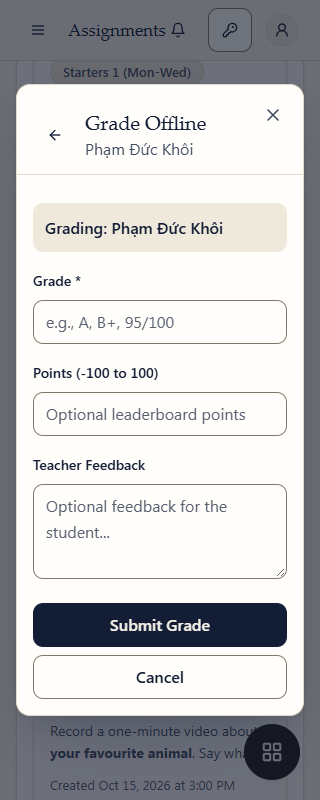 Assignments
Starters 1 (Mon-Wed)
Grade Offline
Phạm Đức Khôi
Grading: Phạm Đức Khôi
Grade *
e.g., A, B+, 95/100
Points (-100 to 100)
Optional leaderboard points
Teacher Feedback
Optional feedback for the
student...
Submit Grade
Cancel
Record a one-minute video about
your favourite animal. Say
Created Oct 15, 2026 at 3:00 PM